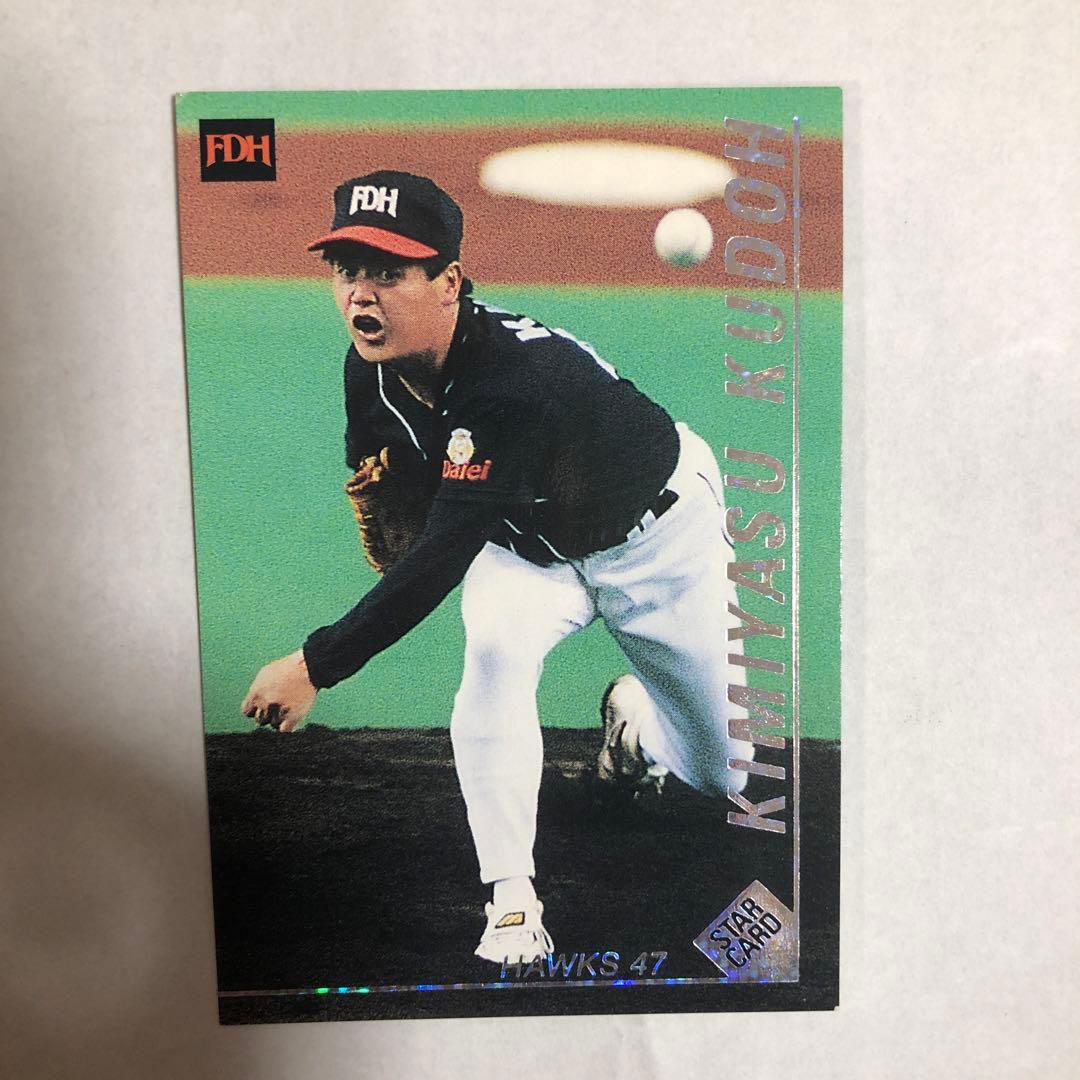 FDH
FDH
KIMIYASU KUDOH
Daiei
STAR
CARD
HAWKS 47